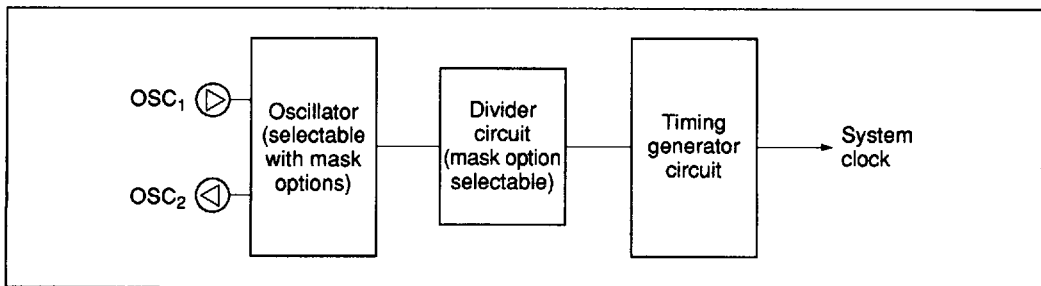 OSC1
OSC2
Oscillator
(selectable
with mask
options)
Divider
circuit
(mask option
selectable)
Timing
generator
circuit
System
clock